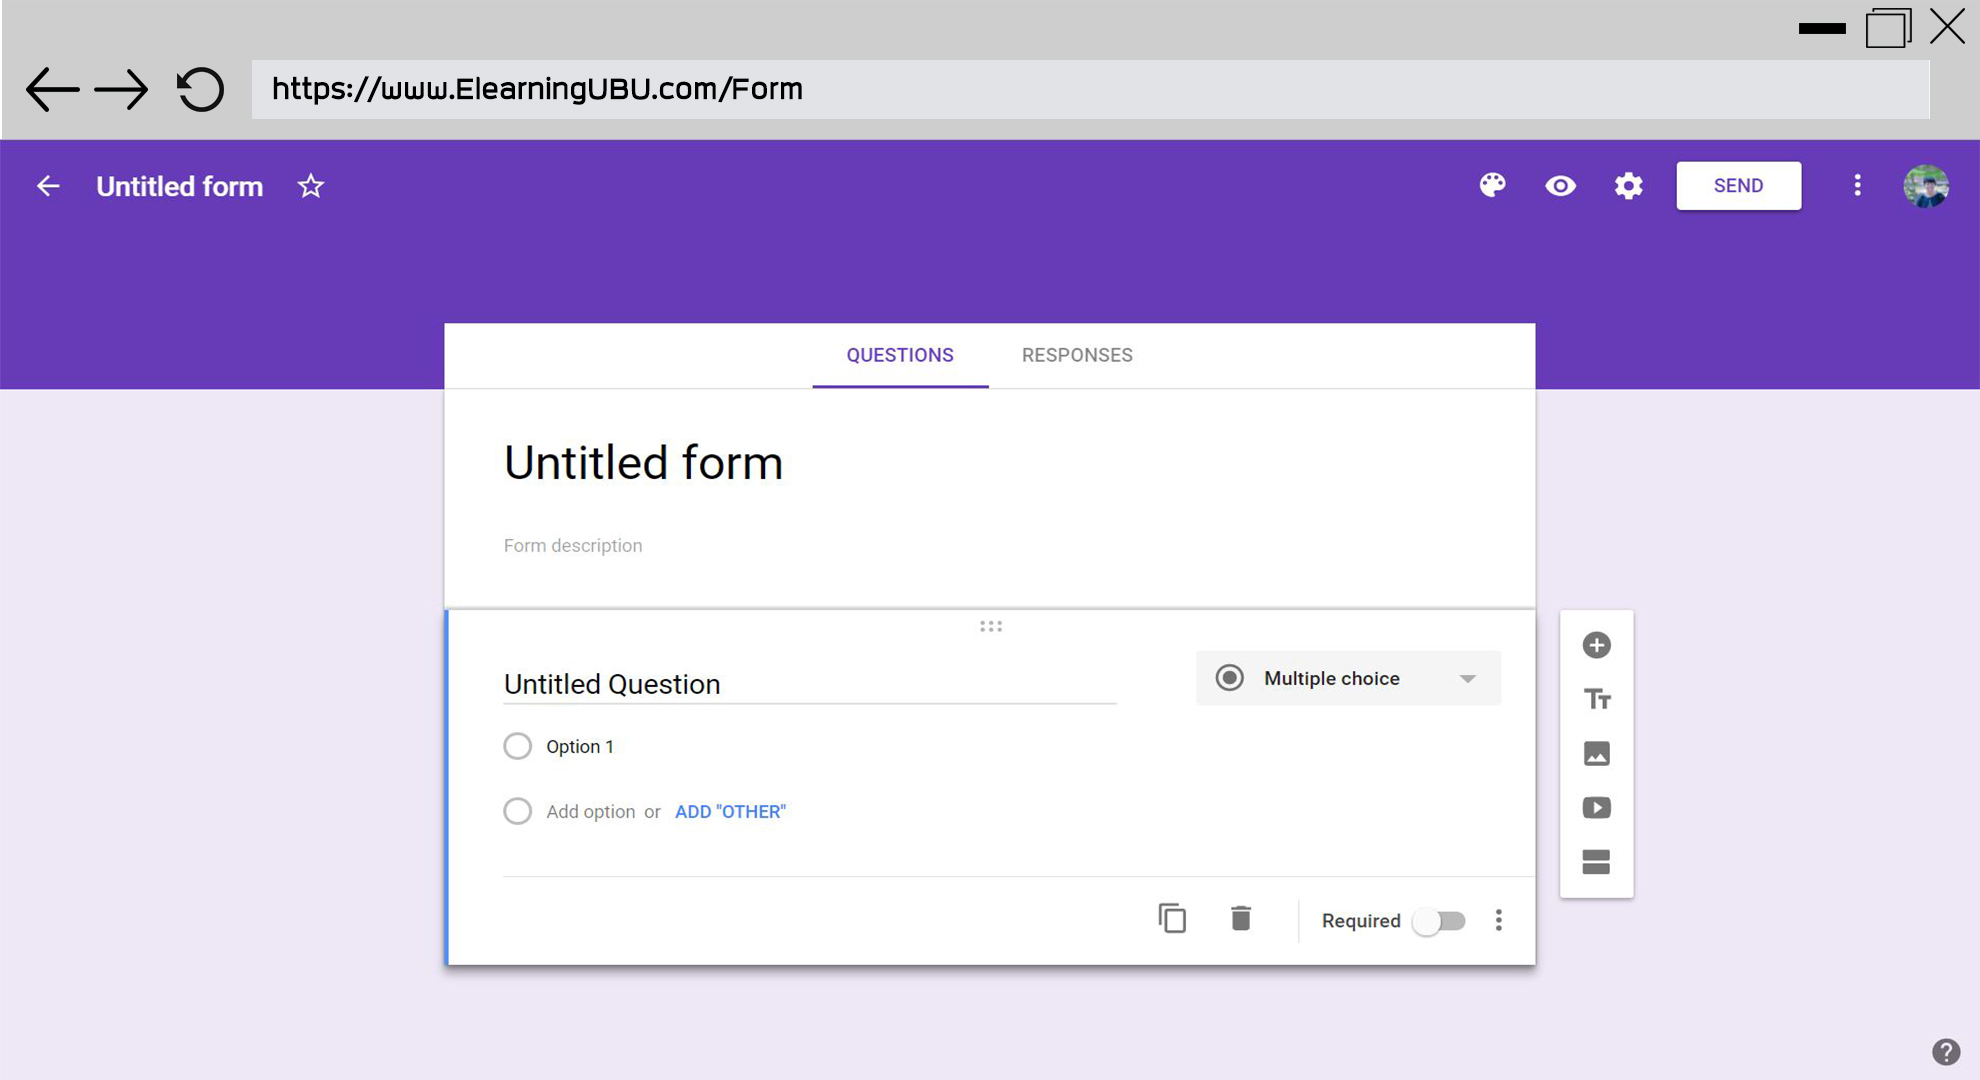 https://www.ElearningUBU.com/Form
Untitled form
SEND
QUESTIONS RESPONSES
Untitled form
Form description
Untitled Question
Multiple choice
Option 1
Add option or ADD "OTHER"
Required